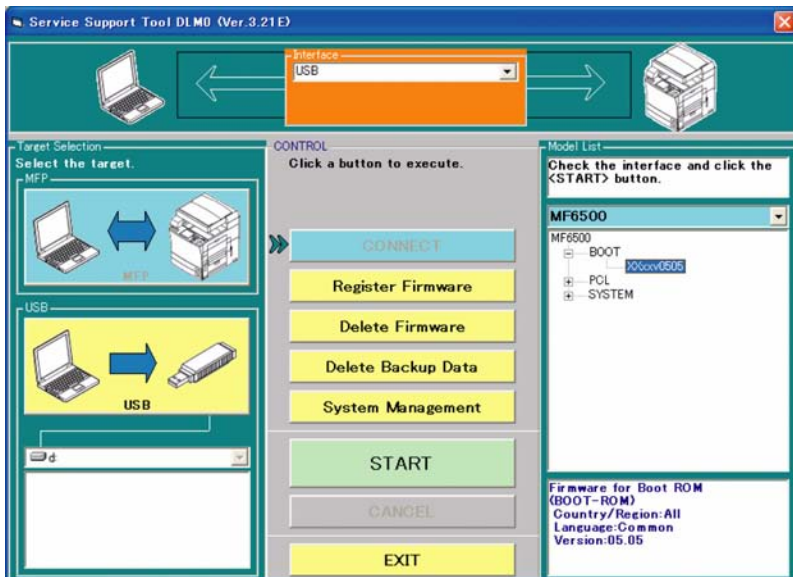 Service Support Tool DLM0 (Ver.3.21E)
Interface
USB
Target Selection
Select the target.
MFP
MFP
USB
USB
d:
CONTROL
Click a button to execute.
CONNECT
Register Firmware
Delete Firmware
Delete Backup Data
System Management
START
CANCEL
EXIT
Model List
Check the interface and click the
<START> button.
MF6500
MF6500
BOOT
XXxxv0505
PCL
SYSTEM
Firmware for Boot ROM
(BOOT-ROM)
Country/Region:All
Language:Common
Version:05.05